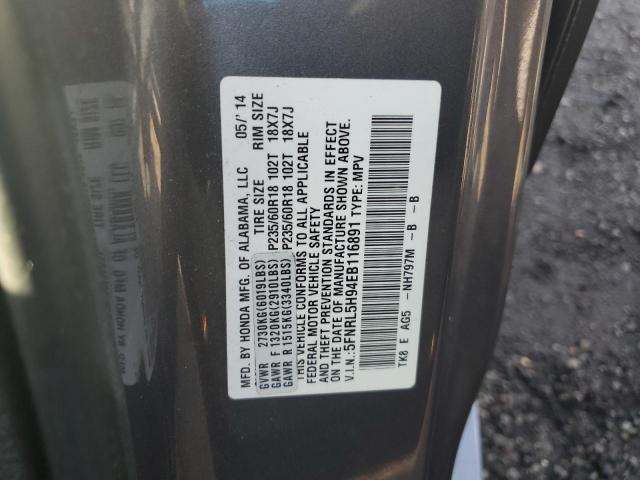 MFD. BY HONDA MFG. OF ALABAMA, LLC 05/'14
TIRE SIZE RIM SIZE
GVWR 2730KG(6019LBS)
GAWR F 1320KG(2910LBS) P235/60R18 102T 18X7J
GAWR R 1515KG(3340LBS) P235/60R18 102T 18X7J
THIS VEHICLE CONFORMS TO ALL APPLICABLE
FEDERAL MOTOR VEHICLE SAFETY
AND THEFT PREVENTION STANDARDS IN EFFECT
ON THE DATE OF MANUFACTURE SHOWN ABOVE.
V.I.N.:5FNRL5H94EB116891 TYPE: MPV
TK8 E AG5 -NH797M -B -B